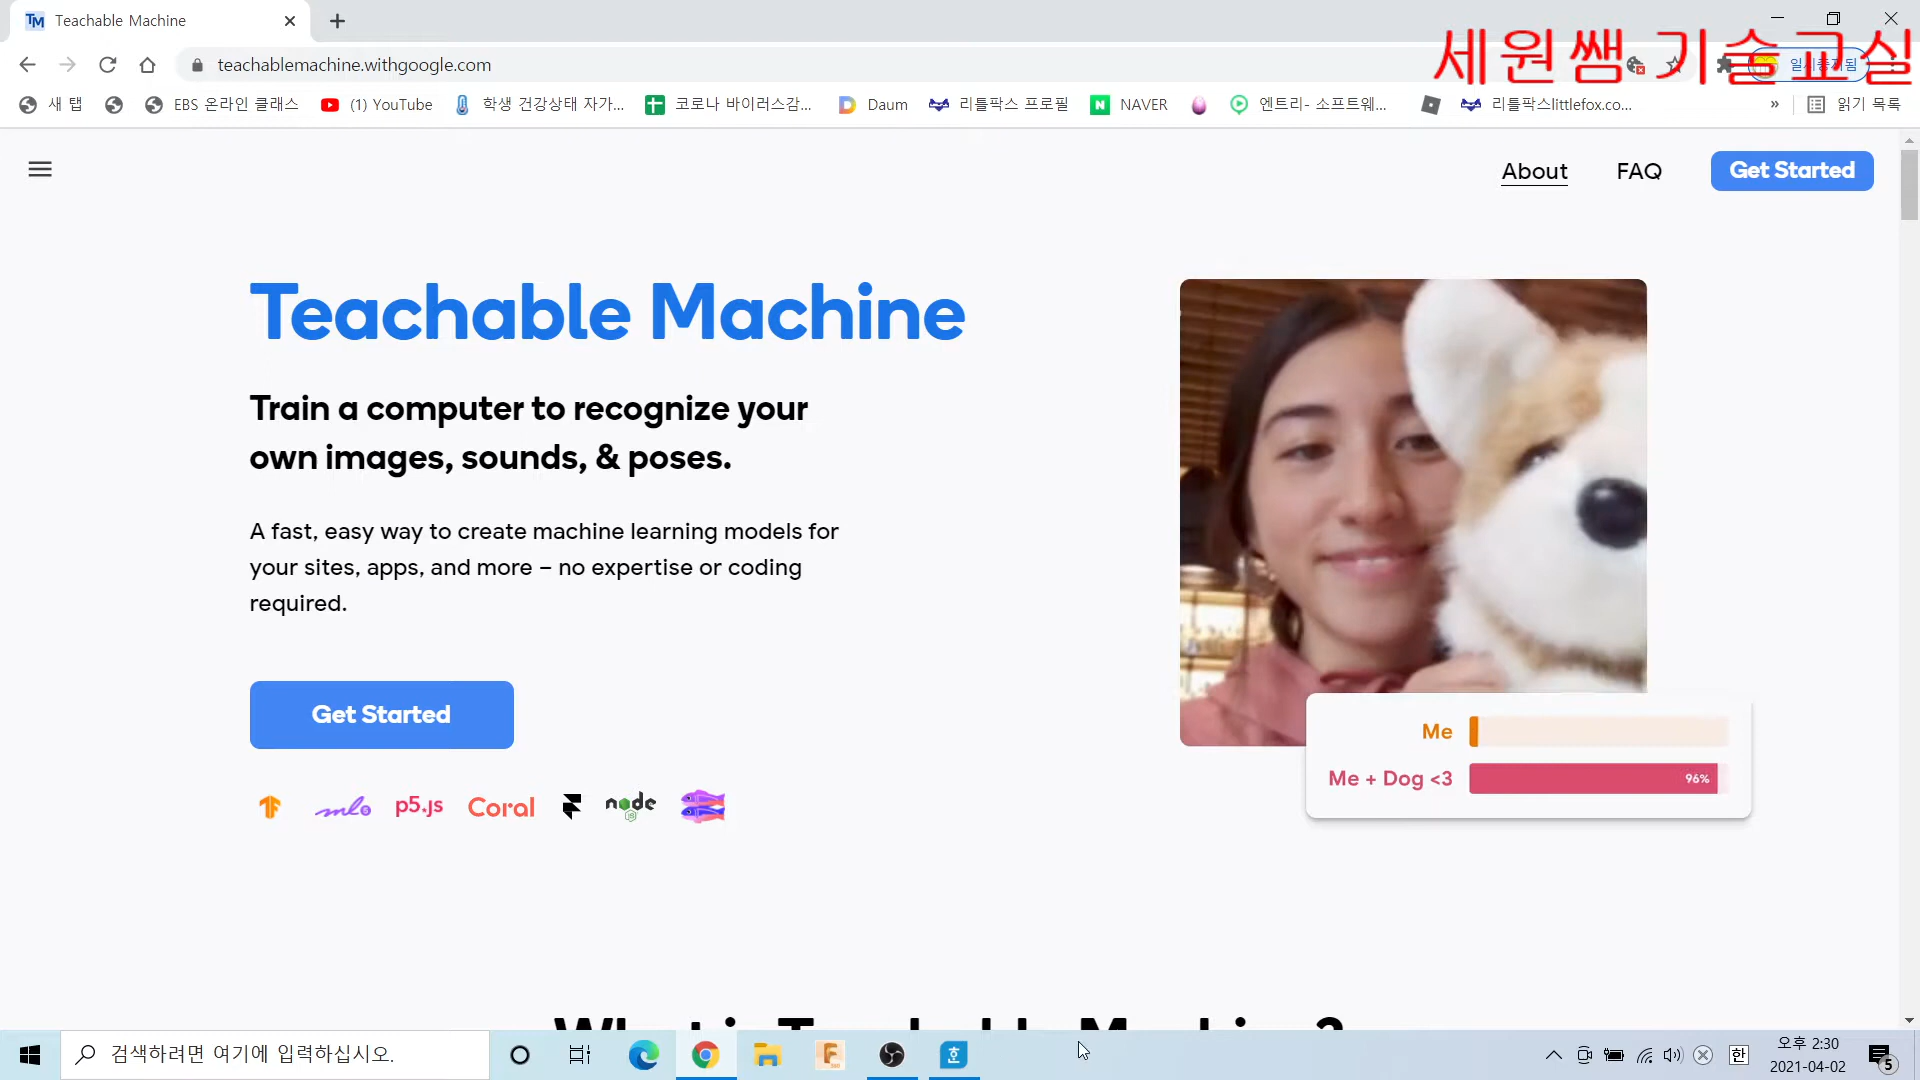 Teachable Machine
세원쌤 기술교실
teachablemachine.withgoogle.com
새 탭
EBS 온라인 클래스
(1) YouTube
학생 건강상태 자가...
코로나 바이러스감...
Daum
리틀팍스 프로필
NAVER
엔트리- 소프트웨...
리틀팍스littlefox.co...
»
읽기 목록
About
FAQ
Get Started
Teachable Machine
Train a computer to recognize your
own images, sounds, & poses.
A fast, easy way to create machine learning models for
your sites, apps, and more – no expertise or coding
required.
Get Started
p5.js
Coral
node
Me
Me + Dog <3
96%
What is Teachable Machine?
검색하려면 여기에 입력하십시오.
한
오후 2:30
2021-04-02
5